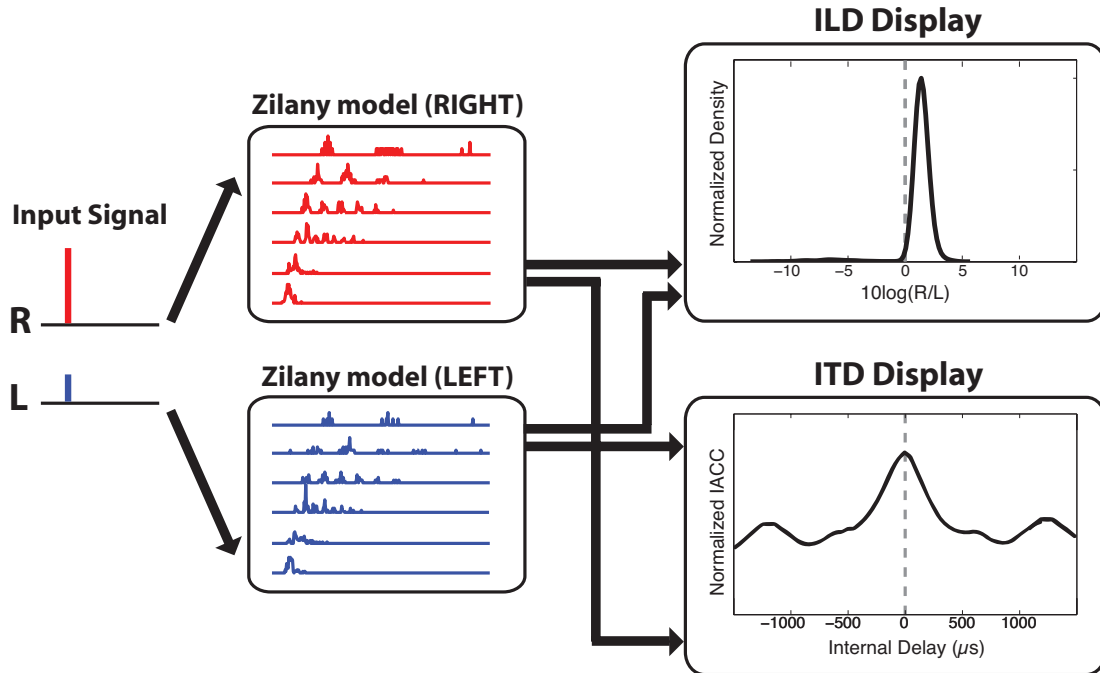 Input Signal
R
L
Zilany model (RIGHT)
Zilany model (LEFT)
ILD Display
Normalized Density
−10 −5 0 5 10
10log(R/L)
ITD Display
Normalized IACC
−1000 −500 0 500 1000
Internal Delay (µs)